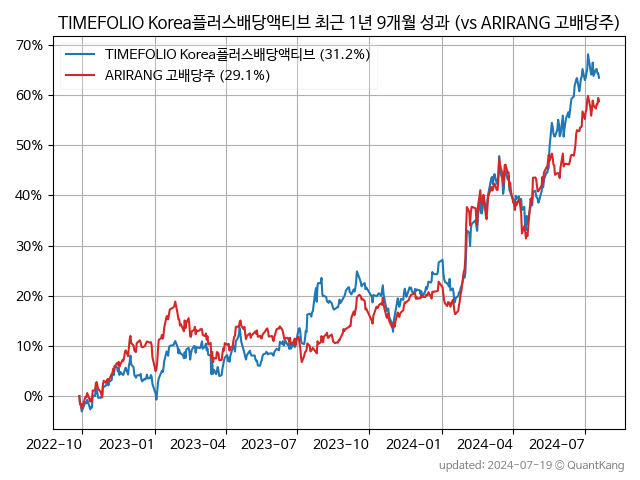 TIMEFOLIO Korea플러스배당액티브 최근 1년 9개월 성과 (vs ARIRANG 고배당주)
TIMEFOLIO Korea플러스배당액티브 (31.2%)
ARIRANG 고배당주 (29.1%)
70%
60%
50%
40%
30%
20%
10%
0%
2022-10 2023-01 2023-04 2023-07 2023-10 2024-01 2024-04 2024-07
updated: 2024-07-19 © QuantKang